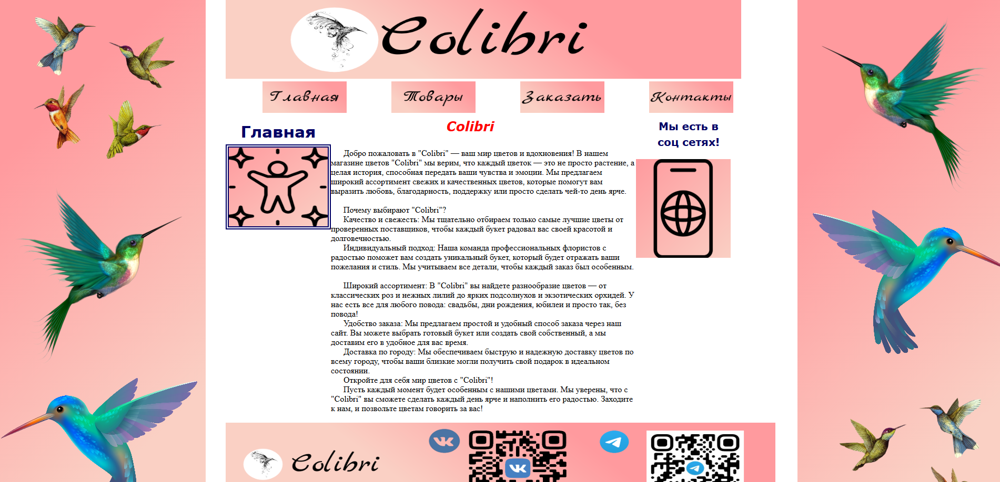 Colibri
Главная
Товары
Заказать
Контакты
Главная
Colibri
Добро пожаловать в "Colibri" — ваш мир цветов и вдохновения! В нашем
магазине цветов "Colibri" мы верим, что каждый цветок — это не просто растение, а
целая история, способная передать ваши чувства и эмоции. Мы предлагаем
широкий ассортимент свежих и качественных цветов, которые помогут вам
выразить любовь, благодарность, поддержку или просто сделать чей-то день ярче.
Почему выбирают "Colibri"?
Качество и свежесть: Мы тщательно отбираем только самые лучшие цветы от
проверенных поставщиков, чтобы каждый букет радовал вас своей красотой и
долговечностью.
Индивидуальный подход: Наша команда профессиональных флористов с
радостью поможет вам создать уникальный букет, который будет отражать ваши
пожелания и стиль. Мы учитываем все детали, чтобы каждый заказ был особенным.
Широкий ассортимент: В "Colibri" вы найдете разнообразие цветов — от
классических роз и нежных лилий до ярких подсолнухов и экзотических орхидей. У
нас есть все для любого повода: свадьбы, дни рождения, юбилеи и просто так, без
повода!
Удобство заказа: Мы предлагаем простой и удобный способ заказа через наш
сайт. Вы можете выбрать готовый букет или создать свой собственный, а мы
доставим его в удобное для вас время.
Доставка по городу: Мы обеспечиваем быструю и надежную доставку цветов по
всему городу, чтобы ваши близкие могли получить свой подарок в идеальном
состоянии.
Откройте для себя мир цветов с "Colibri"!
Пусть каждый момент будет особенным с нашими цветами. Мы уверены, что с
"Colibri" вы сможете сделать каждый день ярче и наполнить его радостью. Заходите
к нам, и позвольте цветам говорить за вас!
Мы есть в
соц сетях!
Colibri